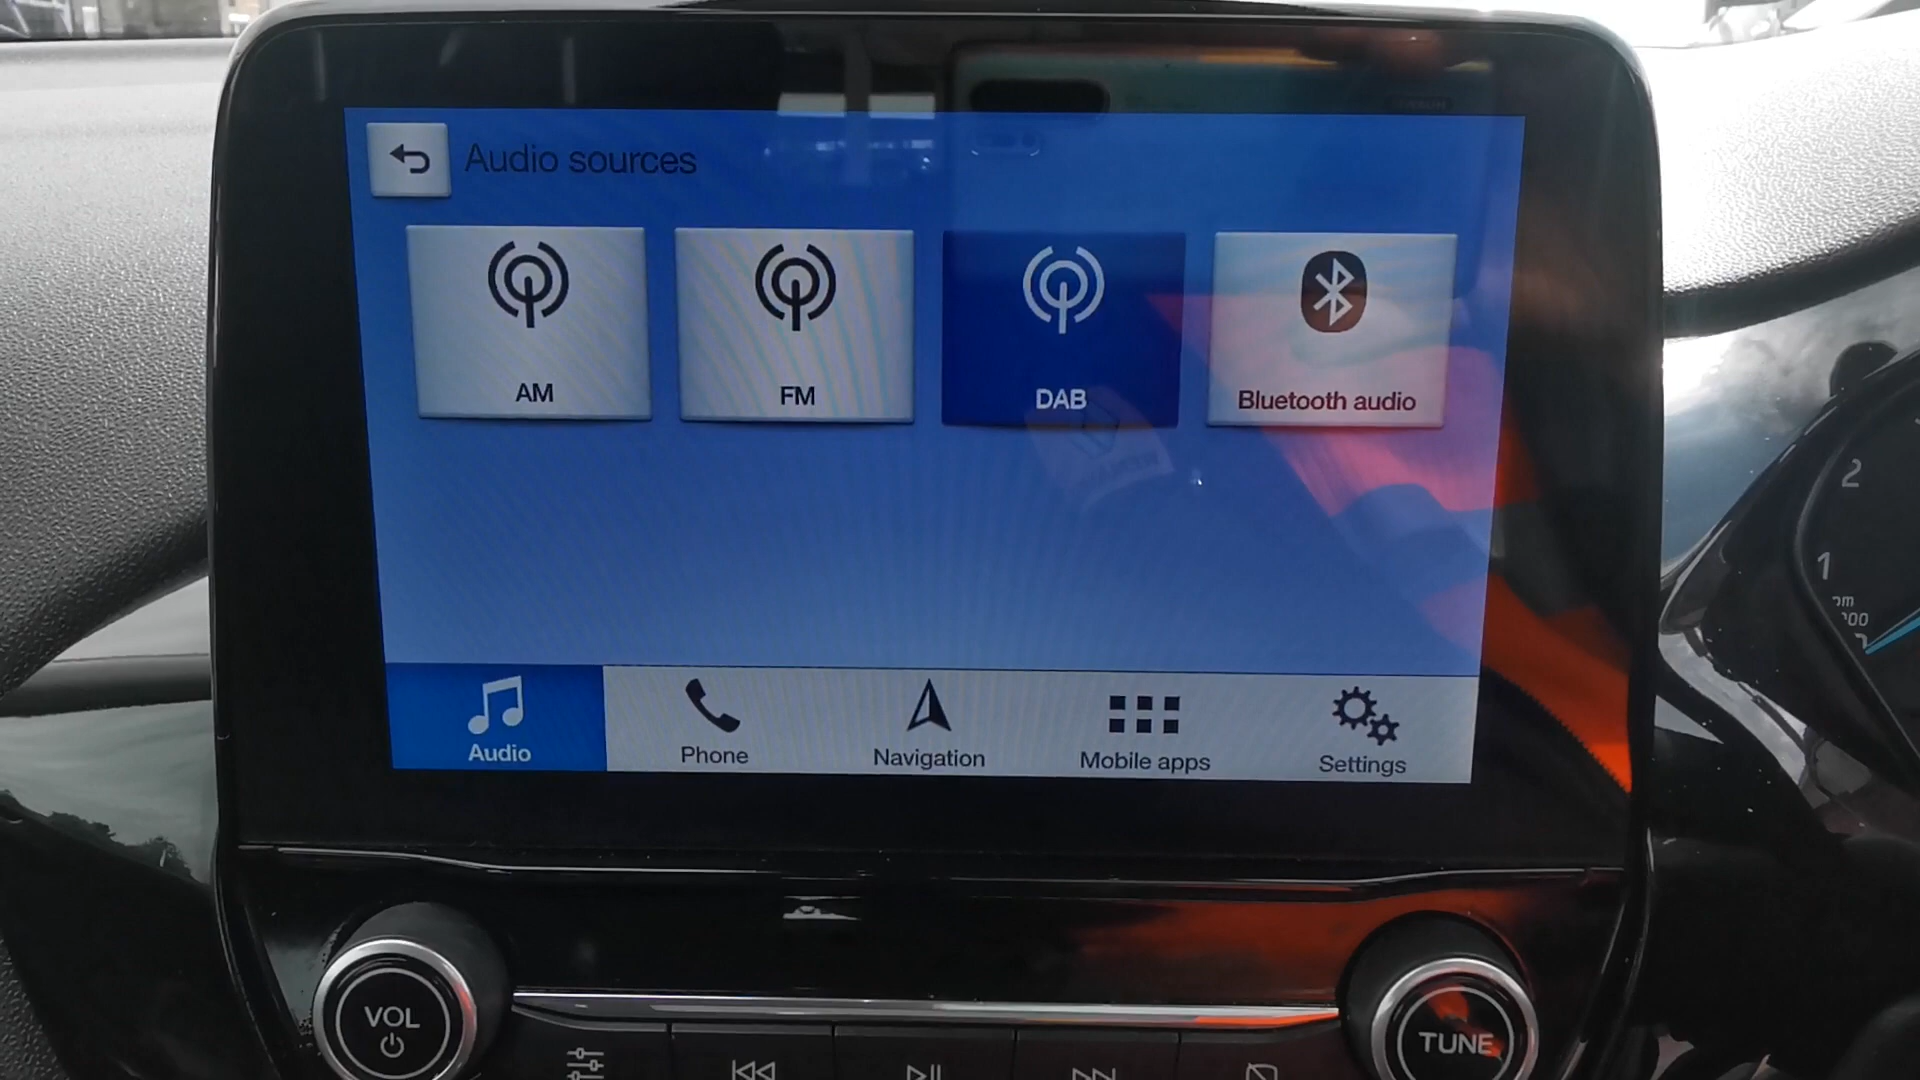 Audio sources
AM
FM
DAB
Bluetooth audio
Audio
Phone
Navigation
Mobile apps
Settings
2
1
VOL
TUNE